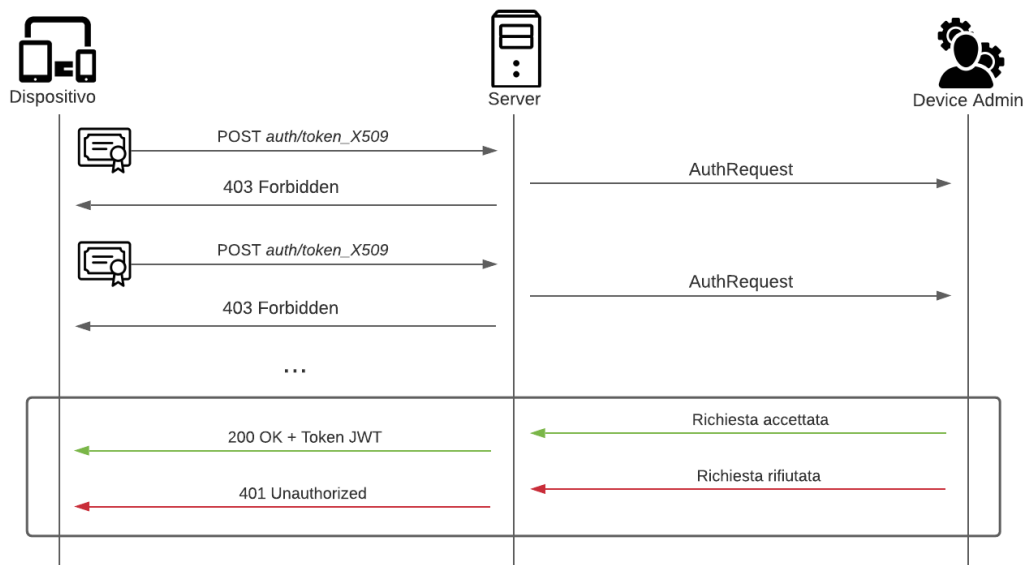 Dispositivo
Server
Device Admin
POST auth/token_X509
AuthRequest
403 Forbidden
POST auth/token_X509
AuthRequest
403 Forbidden
...
Richiesta accettata
200 OK + Token JWT
Richiesta rifiutata
401 Unauthorized